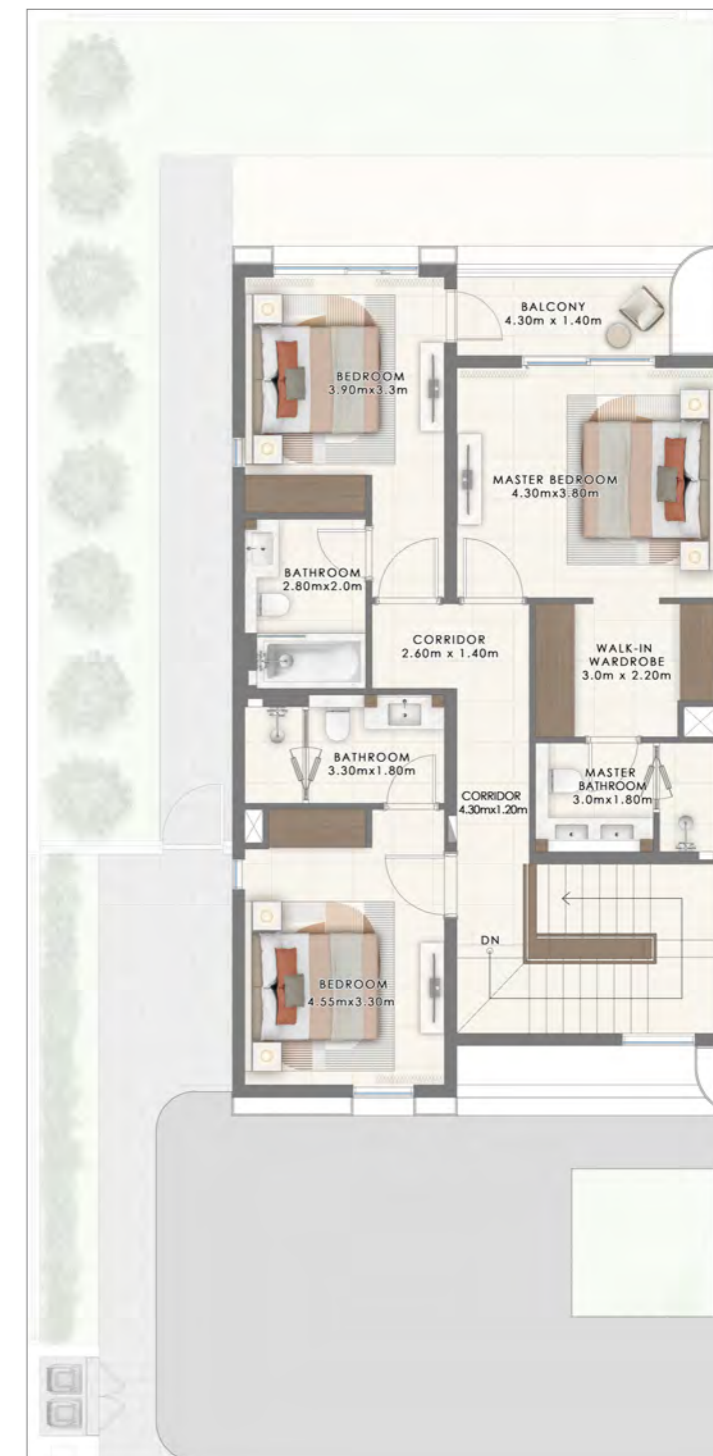 BALCONY
4.30m x 1.40m
BEDROOM
3.90mx3.3m
MASTER BEDROOM
4.30mx3.80m
BATHROOM
2.80mx2.0m
CORRIDOR
2.60m x 1.40m
WALK-IN
WARDROBE
3.0m x 2.20m
BATHROOM
3.30mx1.80m
MASTER
BATHROOM
3.0mx1.80m
CORRIDOR
4.30mx1.20m
DN
BEDROOM
4.55mx3.30m